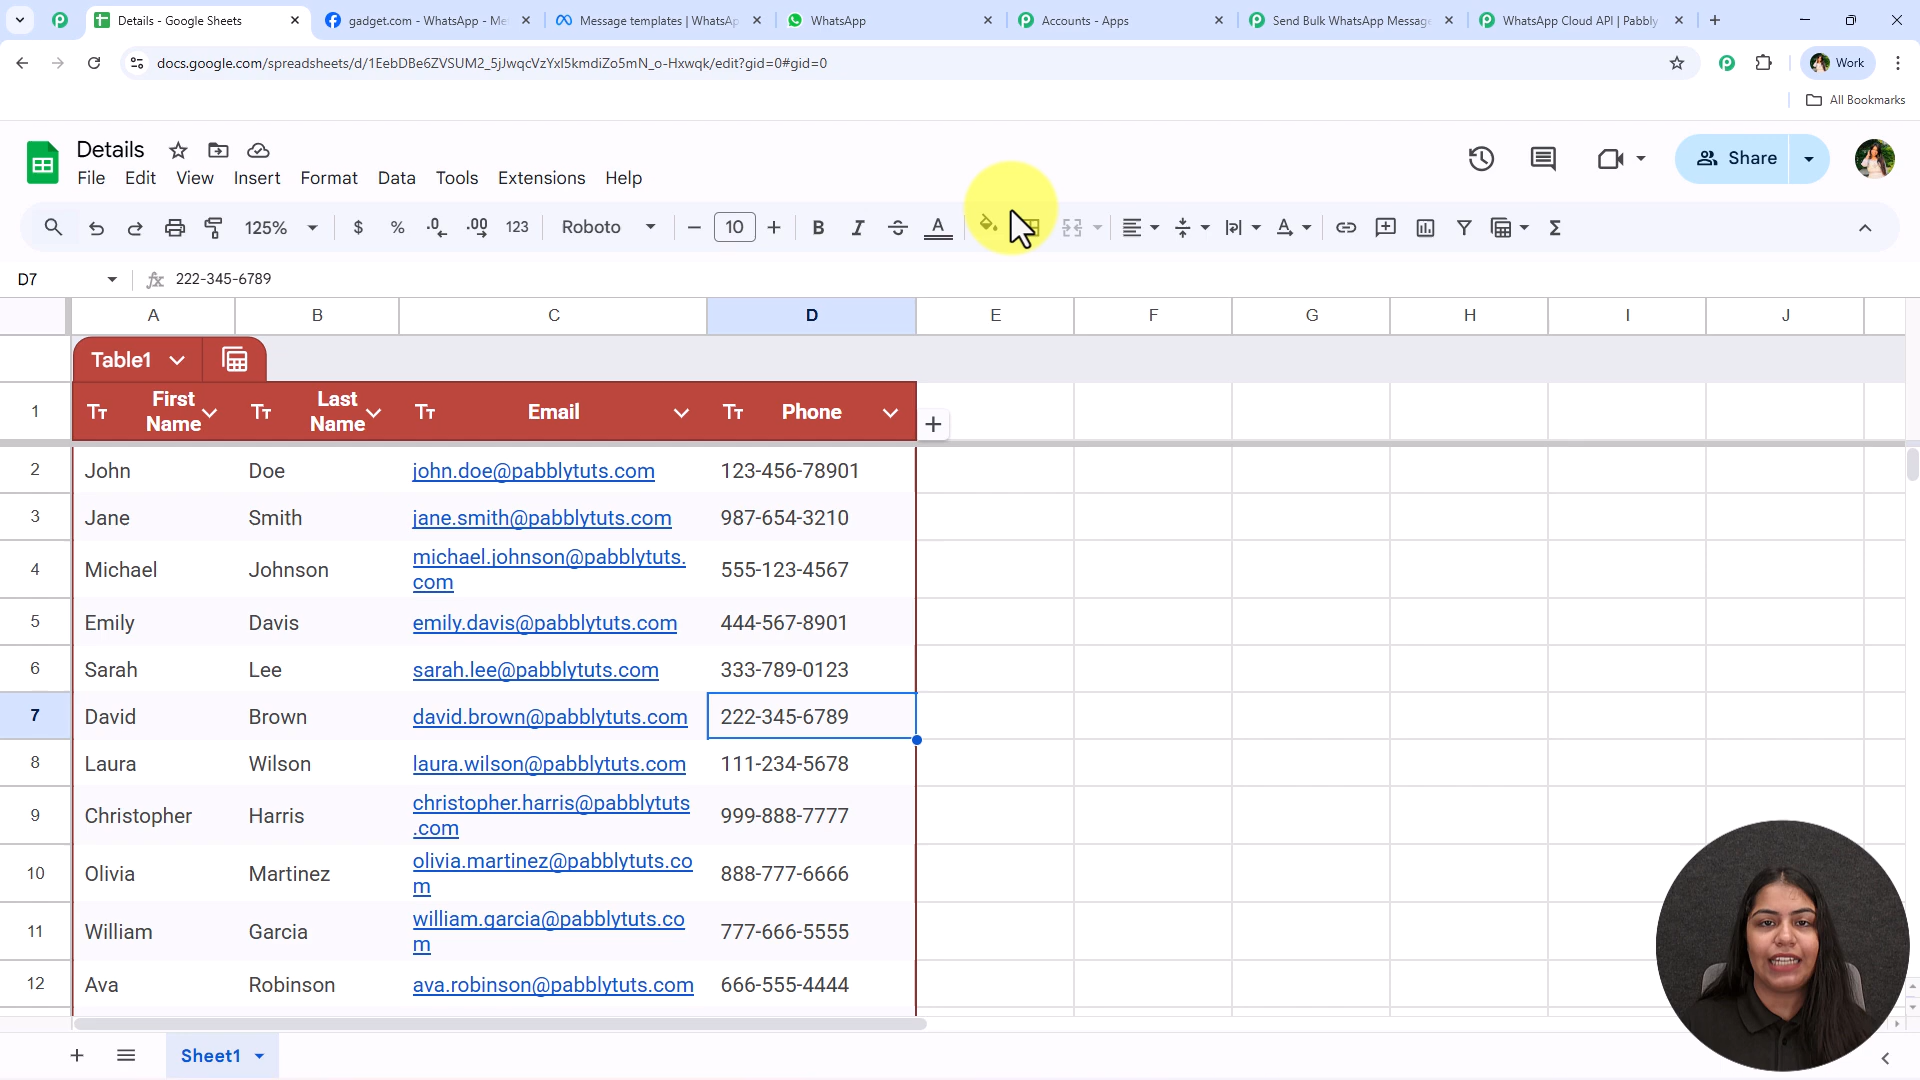 Details - Google Sheets
gadget.com - WhatsApp - Me
Message templates | WhatsAp
WhatsApp
Accounts - Apps
Send Bulk WhatsApp Message
WhatsApp Cloud API | Pabbly
docs.google.com/spreadsheets/d/1EebDBe6ZVSUM2_5jJwqcVzYxI5kmdiZo5mN_o-Hxwqk/edit?gid=0#gid=0
Work
All Bookmarks
Details
File Edit View Insert Format Data Tools Extensions Help
Share
125% $ % .0 .00 123 Roboto 10 B I S A
D7 fx 222-345-6789
A B C D E F G H I J
Table1
1 First Name Last Name Email Phone
2 John Doe john.doe@pabblytuts.com 123-456-78901
3 Jane Smith jane.smith@pabblytuts.com 987-654-3210
4 Michael Johnson michael.johnson@pabblytuts.com 555-123-4567
5 Emily Davis emily.davis@pabblytuts.com 444-567-8901
6 Sarah Lee sarah.lee@pabblytuts.com 333-789-0123
7 David Brown david.brown@pabblytuts.com 222-345-6789
8 Laura Wilson laura.wilson@pabblytuts.com 111-234-5678
9 Christopher Harris christopher.harris@pabblytuts.com 999-888-7777
10 Olivia Martinez olivia.martinez@pabblytuts.com 888-777-6666
11 William Garcia william.garcia@pabblytuts.com 777-666-5555
12 Ava Robinson ava.robinson@pabblytuts.com 666-555-4444
Sheet1